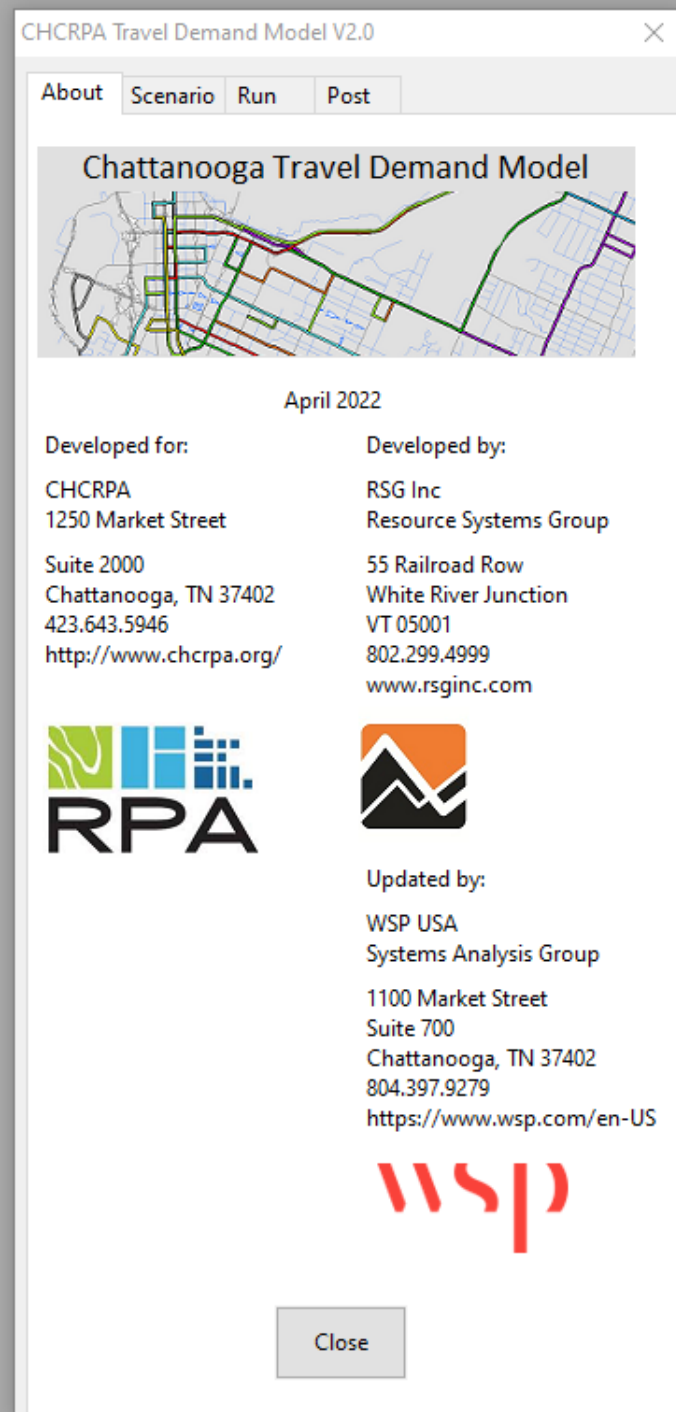 CHCRPA Travel Demand Model V2.0
About
Scenario
Run
Post
Chattanooga Travel Demand Model
April 2022
Developed for:
CHCRPA
1250 Market Street
Suite 2000
Chattanooga, TN 37402
423.643.5946
http://www.chcrpa.org/
RPA
Developed by:
RSG Inc
Resource Systems Group
55 Railroad Row
White River Junction
VT 05001
802.299.4999
www.rsginc.com
Updated by:
WSP USA
Systems Analysis Group
1100 Market Street
Suite 700
Chattanooga, TN 37402
804.397.9279
https://www.wsp.com/en-US
wsp
Close